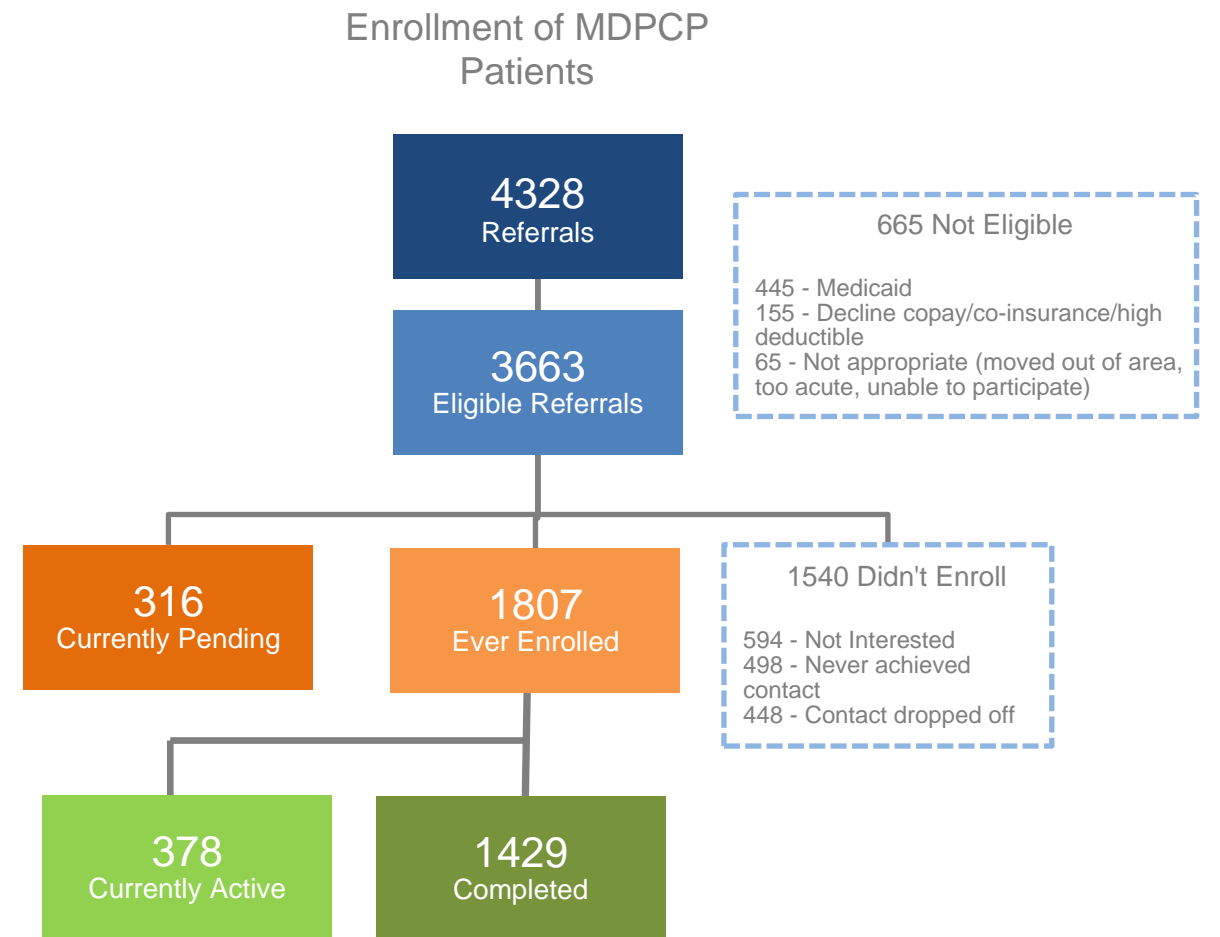 Enrollment of MDPCP
Patients
4328
Referrals
665 Not Eligible
445 - Medicaid
155 - Decline copay/co-insurance/high
deductible
65 - Not appropriate (moved out of area,
too acute, unable to participate)
3663
Eligible Referrals
316
Currently Pending
1807
Ever Enrolled
1540 Didn't Enroll
594 - Not Interested
498 - Never achieved
contact
448 - Contact dropped off
378
Currently Active
1429
Completed